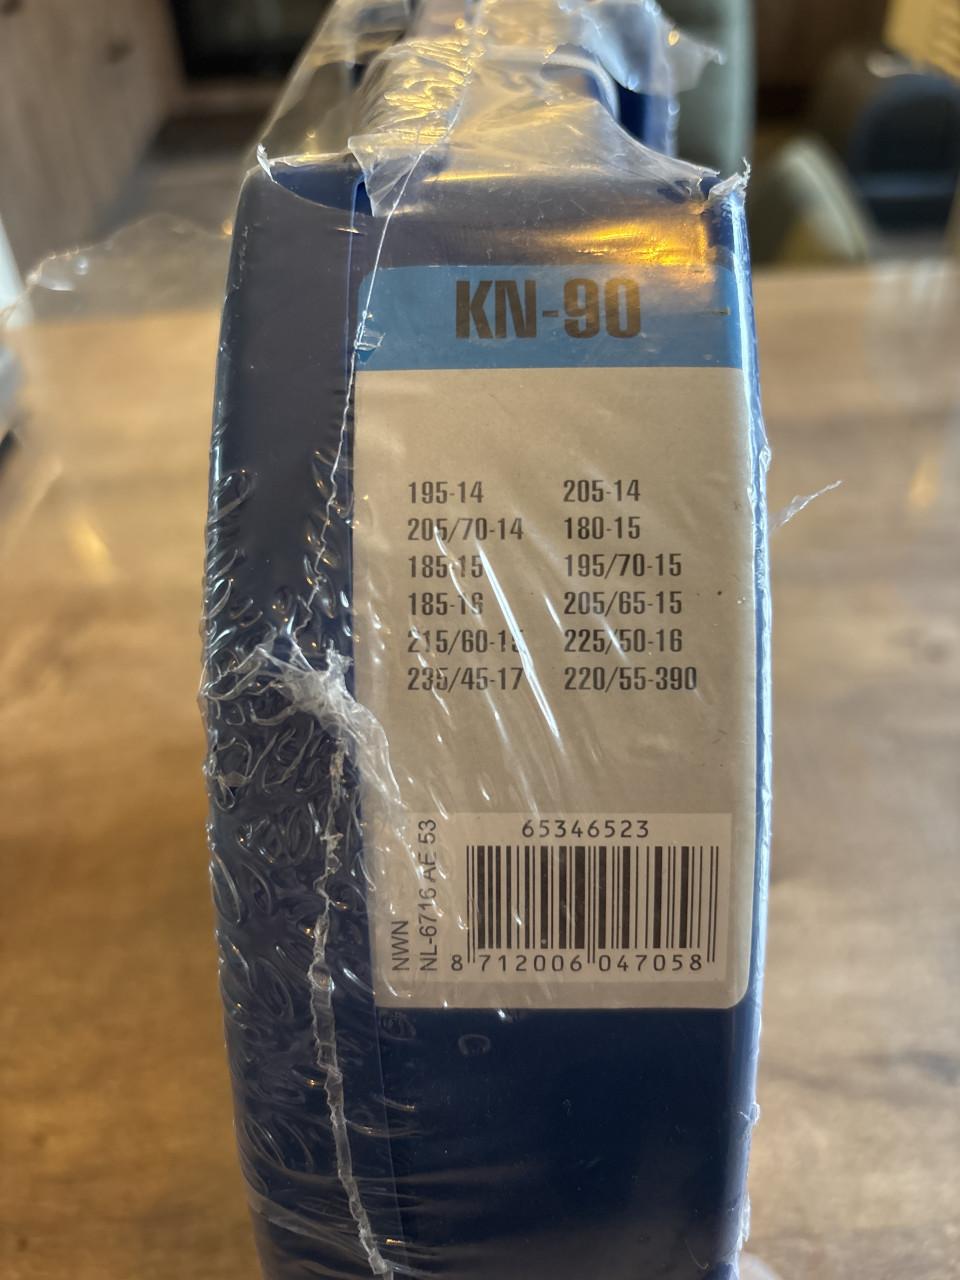 KN-90
195-14 205-14
205/70-14 180-15
185-15 195/70-15
185-16 205/65-15
215/60-15 225/50-16
235/45-17 220/55-390
65346523
NWN
NL-6716 AE 53
8 712006 047058